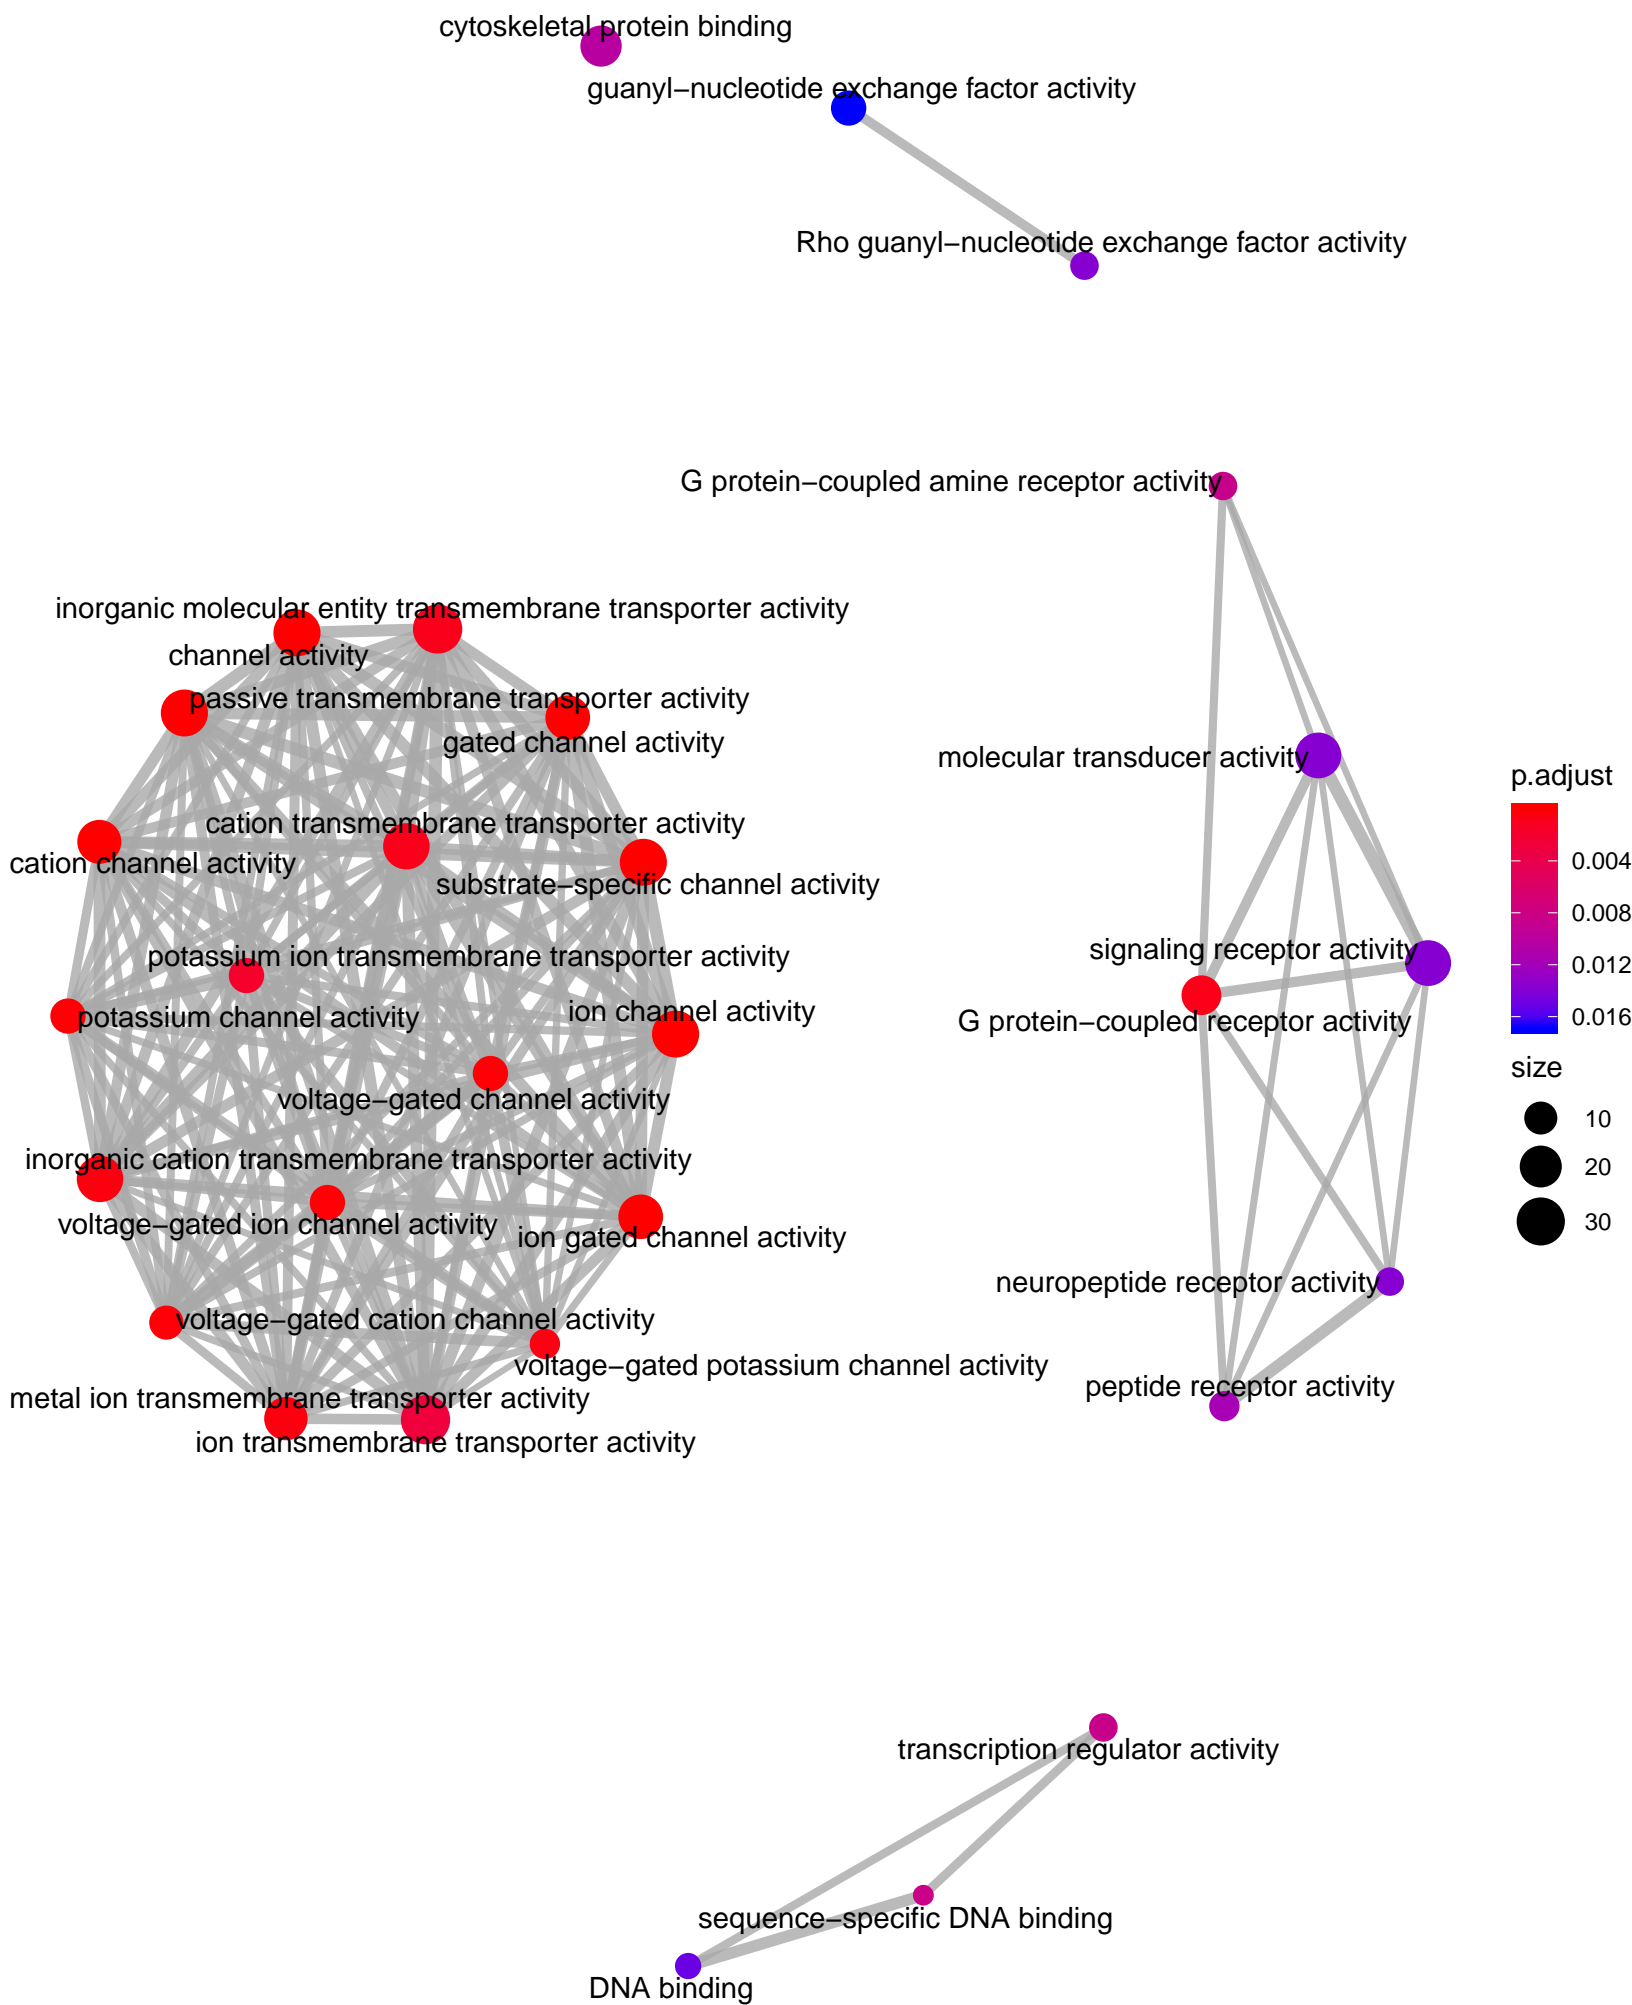 cytoskeletal protein binding
guanyl−nucleotide exchange factor activity
Rho guanyl−nucleotide exchange factor activity
G protein−coupled amine receptor activity
inorganic molecular entity transmembrane transporter activity
channel activity
passive transmembrane transporter activity
gated channel activity
molecular transducer activity
cation transmembrane transporter activity
cation channel activity
substrate−specific channel activity
signaling receptor activity
potassium ion transmembrane transporter activity
ion channel activity
potassium channel activity
G protein−coupled receptor activity
voltage−gated channel activity
inorganic cation transmembrane transporter activity
voltage−gated ion channel activity
ion gated channel activity
neuropeptide receptor activity
voltage−gated cation channel activity
voltage−gated potassium channel activity
peptide receptor activity
metal ion transmembrane transporter activity
ion transmembrane transporter activity
transcription regulator activity
sequence−specific DNA binding
DNA binding
p.adjust
0.004
0.008
0.012
0.016
size
10
20
30